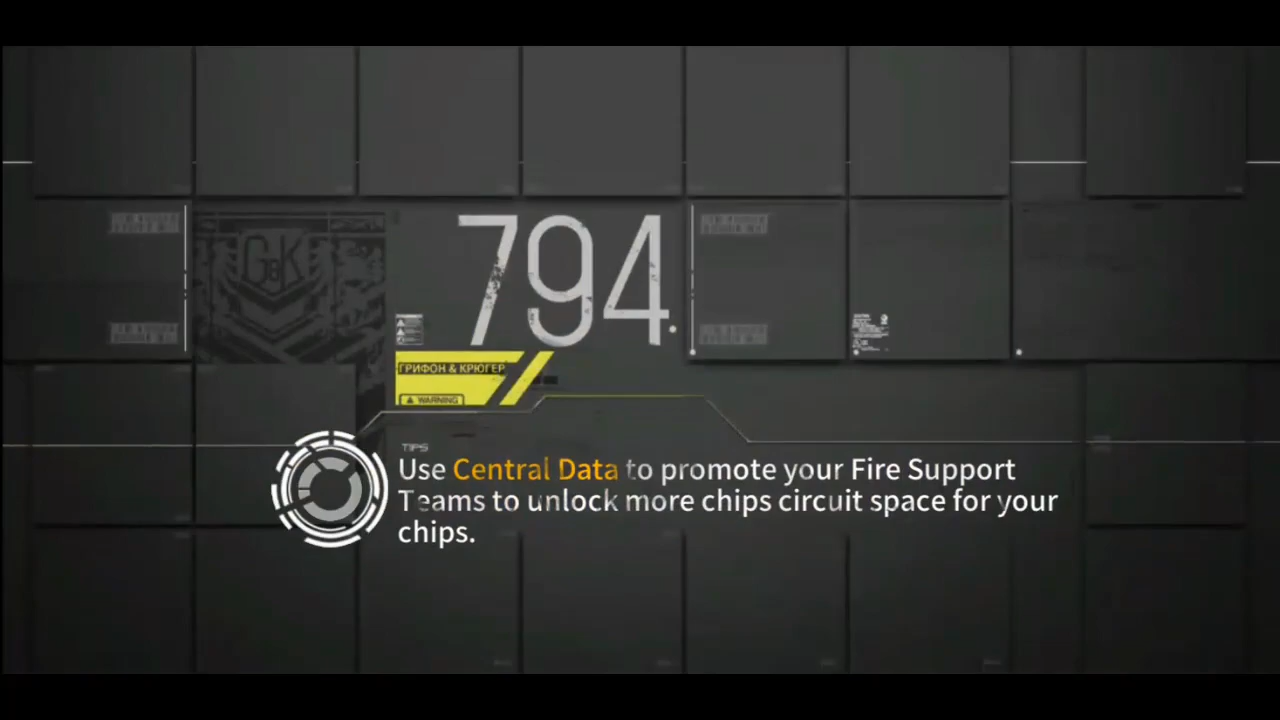 G&K
794.
ГРИФОН & КРЮГЕР
WARNING
TIPS
Use Central Data to promote your Fire Support
Teams to unlock more chips circuit space for your
chips.